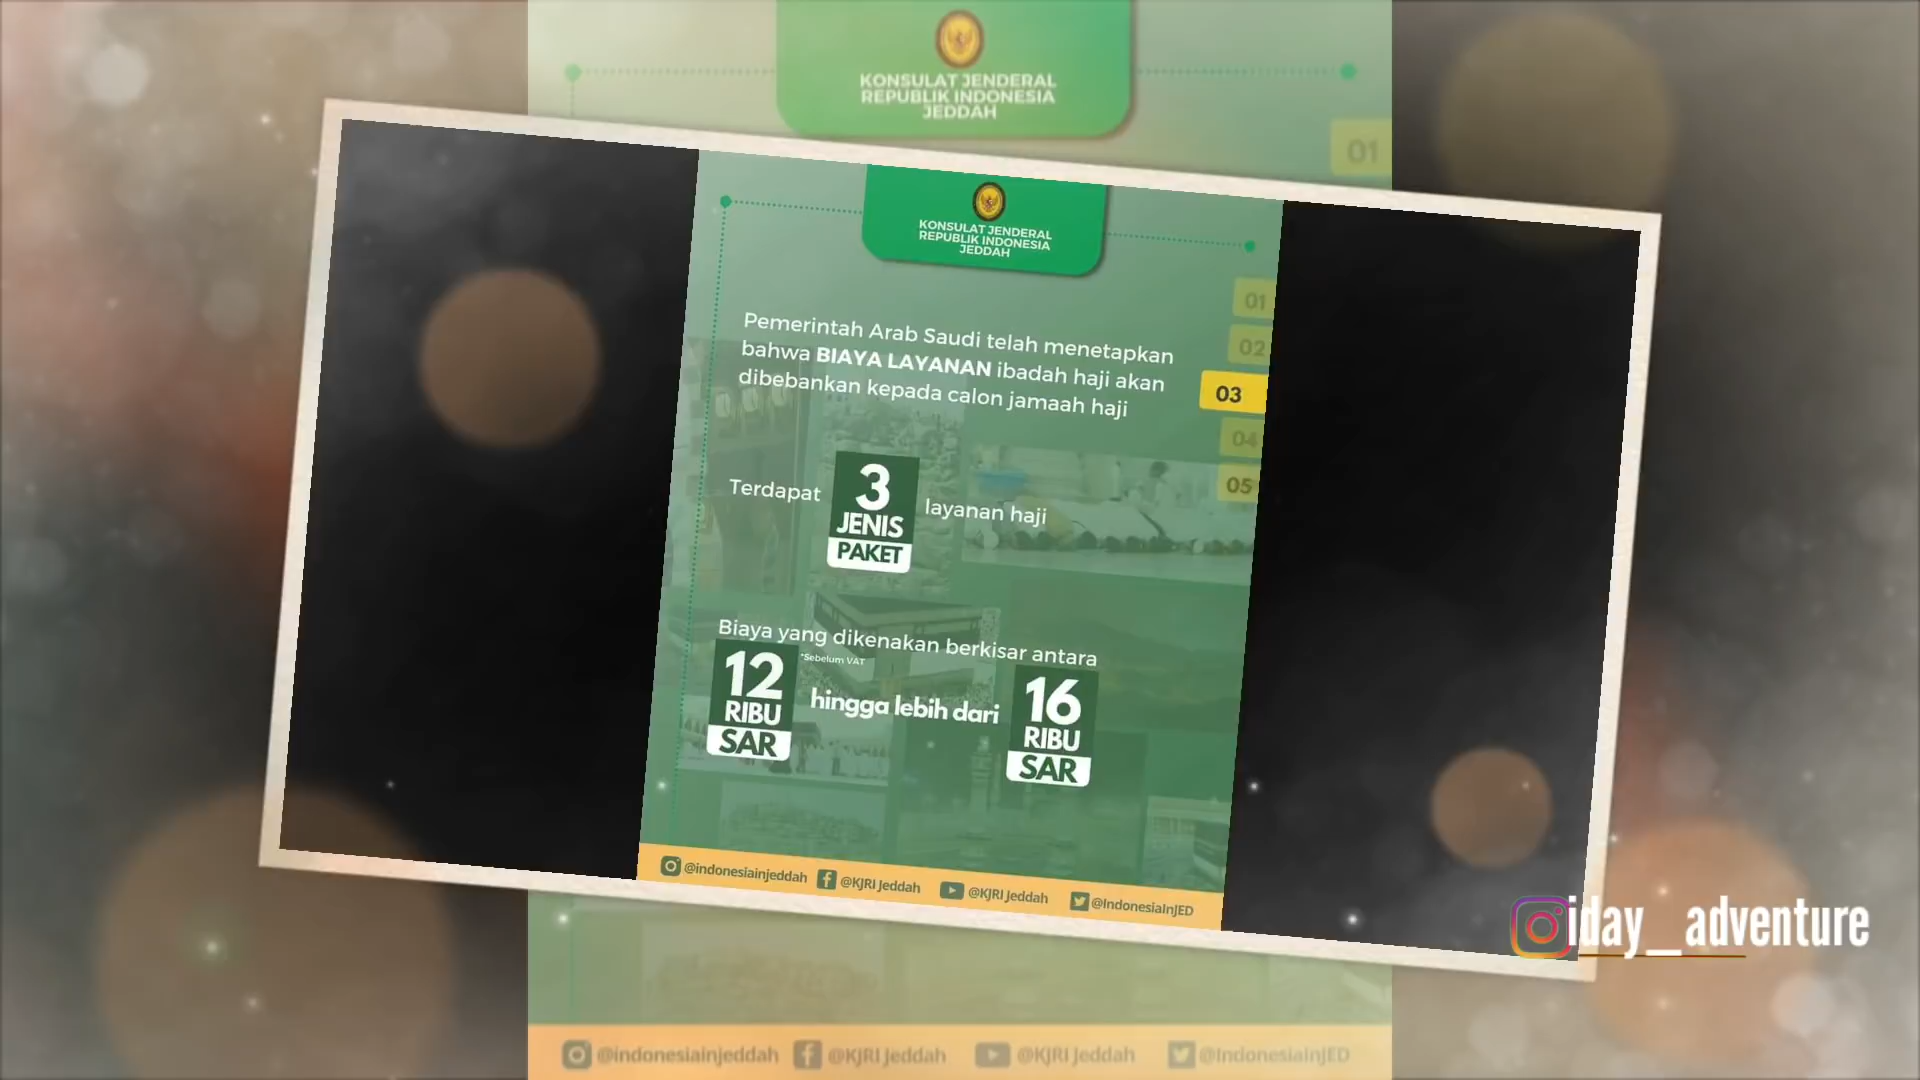 KONSULAT JENDERAL
REPUBLIK INDONESIA
JEDDAH
01
KONSULAT JENDERAL
REPUBLIK INDONESIA
JEDDAH
01
02
03
04
05
Pemerintah Arab Saudi telah menetapkan
bahwa BIAYA LAYANAN ibadah haji akan
dibebankan kepada calon jamaah haji
Terdapat 3 JENIS PAKET layanan haji
Biaya yang dikenakan berkisar antara
*Sebelum VAT
12 RIBU SAR hingga lebih dari 16 RIBU SAR
@indonesiainjeddah @KJRI Jeddah @KJRI Jeddah @IndonesiaInJED
iday_adventure
@indonesiainjeddah @KJRI Jeddah @KJRI Jeddah @IndonesiaInJED